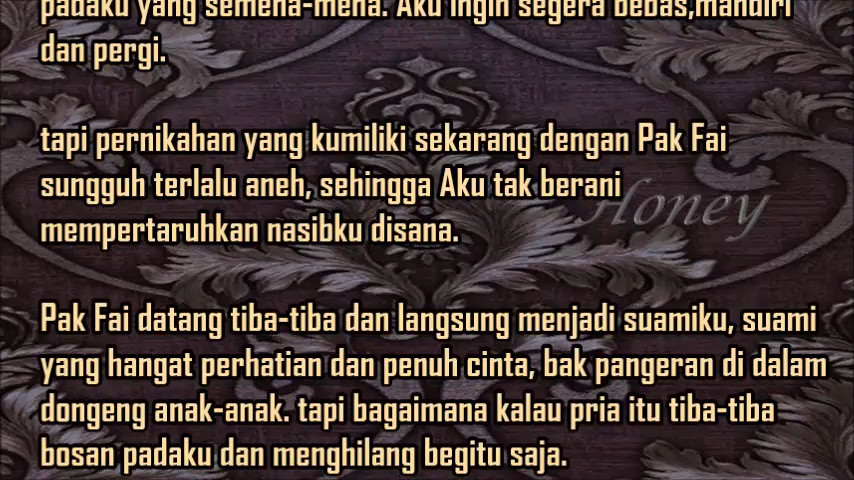 padaku yang semena-mena. Aku ingin segera bebas,mandiri
dan pergi.
tapi pernikahan yang kumiliki sekarang dengan Pak Fai
sungguh terlalu aneh, sehingga Aku tak berani
mempertaruhkan nasibku disana.
Honey
Pak Fai datang tiba-tiba dan langsung menjadi suamiku, suami
yang hangat perhatian dan penuh cinta, bak pangeran di dalam
dongeng anak-anak. tapi bagaimana kalau pria itu tiba-tiba
bosan padaku dan menghilang begitu saja.